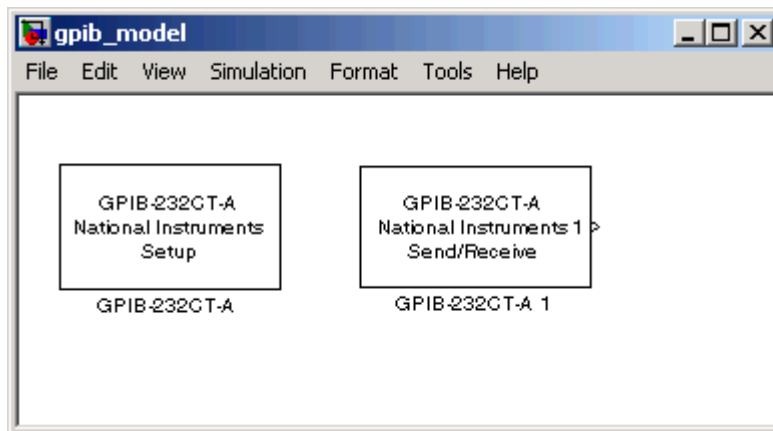 gpib_model
File Edit View Simulation Format Tools Help
GPIB-232CT-A
National Instruments
Setup
GPIB-232CT-A
GPIB-232CT-A
National Instruments 1
Send/Receive
GPIB-232CT-A 1